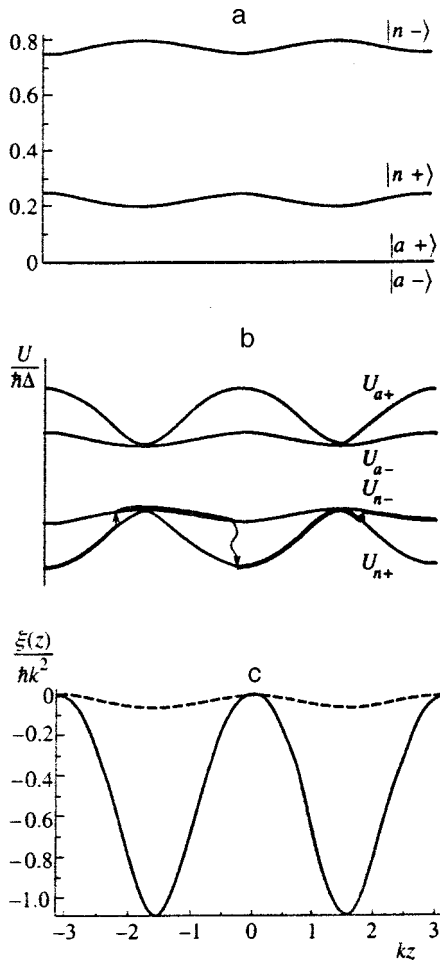 a
0.8
|n −⟩
0.6
0.4
|n +⟩
0.2
|a +⟩
0
|a −⟩
b
U
ħΔ
U_{a+}
U_{a−}
U_{n−}
U_{n+}
ξ(z)
ħk²
c
0
−0.2
−0.4
−0.6
−0.8
−1.0
−3 −2 −1 0 1 2 3
kz